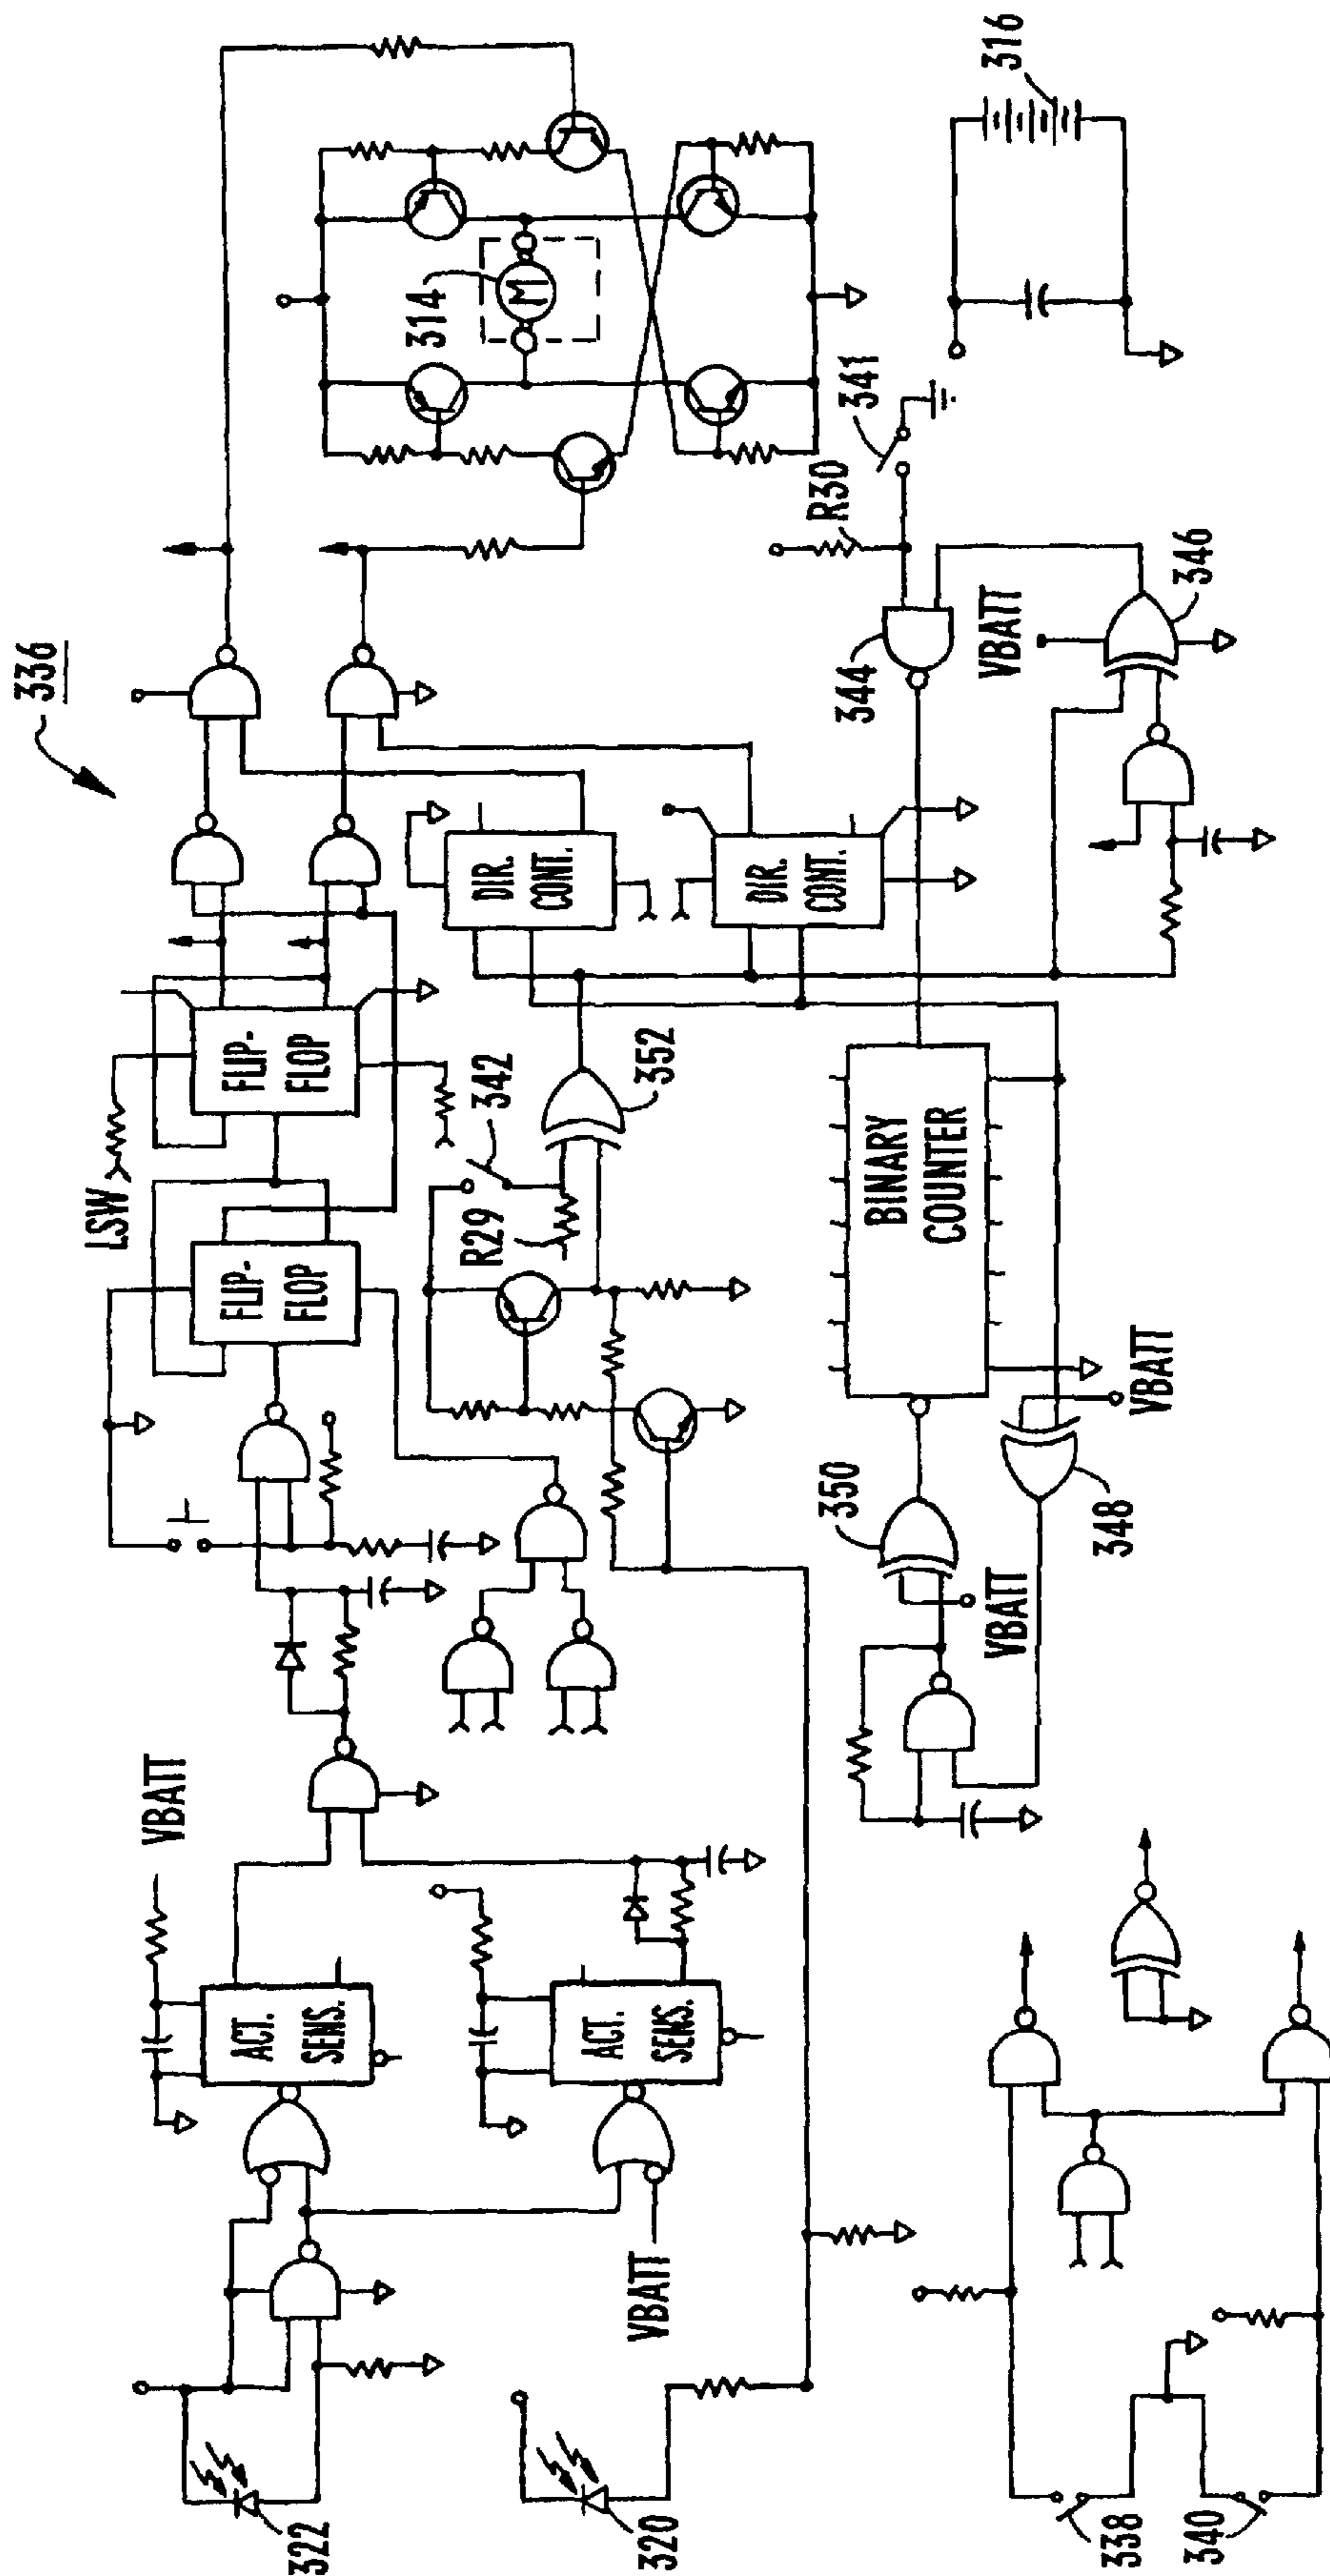 336
314
316
LSW
FLIP-
FLOP
FLIP-
FLOP
VBATT
ACT.
SENS.
ACT.
SENS.
VBATT
322
320
R29
342
352
DIR.
CONT.
DIR.
CONT.
341
R30
344
VBATT
346
BINARY
COUNTER
350
VBATT
VBATT
348
338
340
M